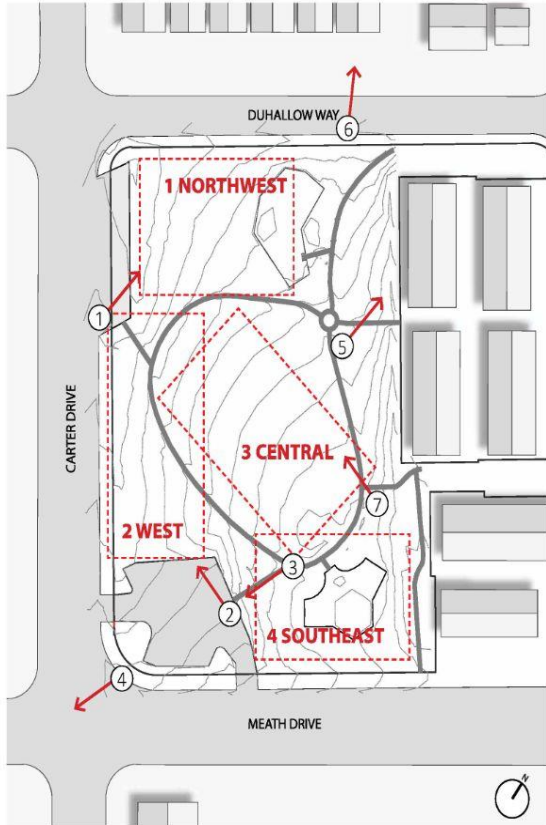 DUHALLOW WAY
6
1 NORTHWEST
1
5
CARTER DRIVE
3 CENTRAL
7
2 WEST
3
2
4 SOUTHEAST
4
MEATH DRIVE
N